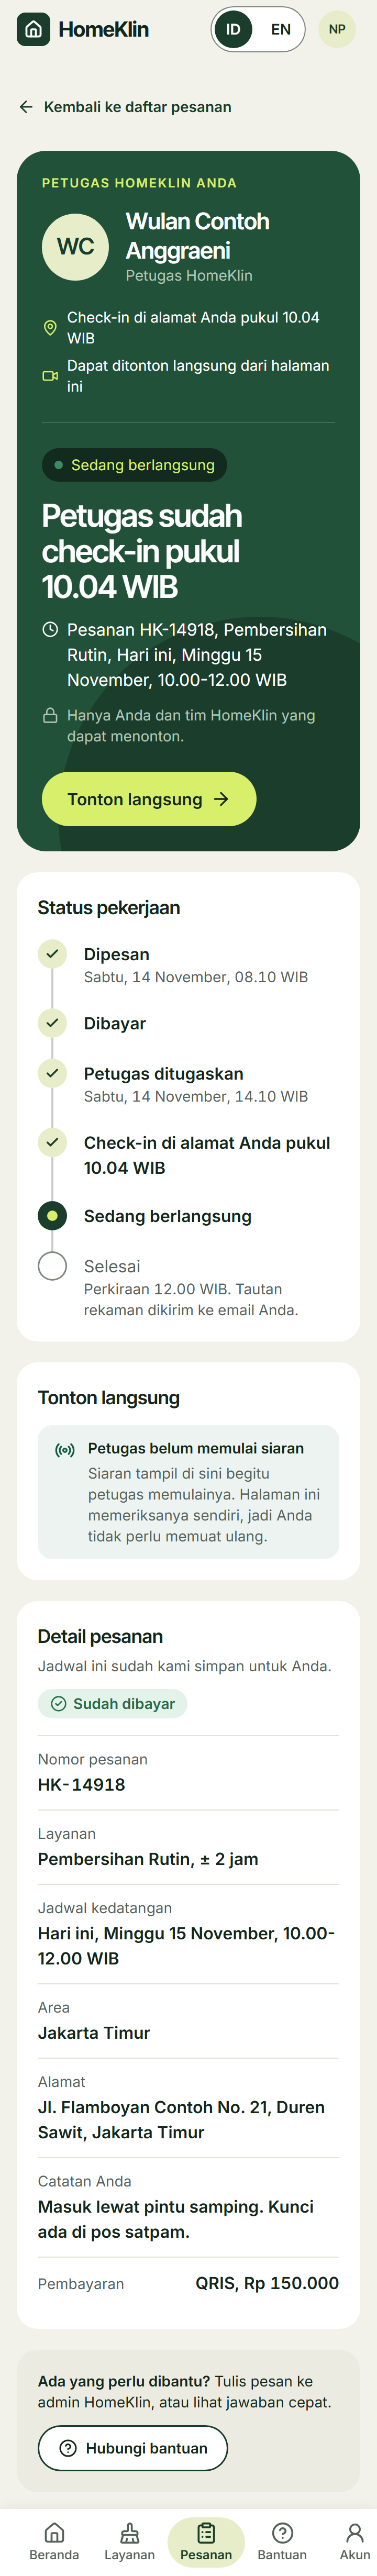 HomeKlin
ID EN NP
Kembali ke daftar pesanan
PETUGAS HOMEKLIN ANDA
WC
Wulan Contoh
Anggraeni
Petugas HomeKlin
Check-in di alamat Anda pukul 10.04
WIB
Dapat ditonton langsung dari halaman
ini
Sedang berlangsung
Petugas sudah
check-in pukul
10.04 WIB
Pesanan HK-14918, Pembersihan
Rutin, Hari ini, Minggu 15
November, 10.00-12.00 WIB
Hanya Anda dan tim HomeKlin yang
dapat menonton.
Tonton langsung
Status pekerjaan
Dipesan
Sabtu, 14 November, 08.10 WIB
Dibayar
Petugas ditugaskan
Sabtu, 14 November, 14.10 WIB
Check-in di alamat Anda pukul
10.04 WIB
Sedang berlangsung
Selesai
Perkiraan 12.00 WIB. Tautan
rekaman dikirim ke email Anda.
Tonton langsung
Petugas belum memulai siaran
Siaran tampil di sini begitu
petugas memulainya. Halaman ini
memeriksanya sendiri, jadi Anda
tidak perlu memuat ulang.
Detail pesanan
Jadwal ini sudah kami simpan untuk Anda.
Sudah dibayar
Nomor pesanan
HK-14918
Layanan
Pembersihan Rutin, ± 2 jam
Jadwal kedatangan
Hari ini, Minggu 15 November, 10.00-
12.00 WIB
Area
Jakarta Timur
Alamat
Jl. Flamboyan Contoh No. 21, Duren
Sawit, Jakarta Timur
Catatan Anda
Masuk lewat pintu samping. Kunci
ada di pos satpam.
Pembayaran QRIS, Rp 150.000
Ada yang perlu dibantu? Tulis pesan ke
admin HomeKlin, atau lihat jawaban cepat.
Hubungi bantuan
Beranda Layanan Pesanan Bantuan Akun